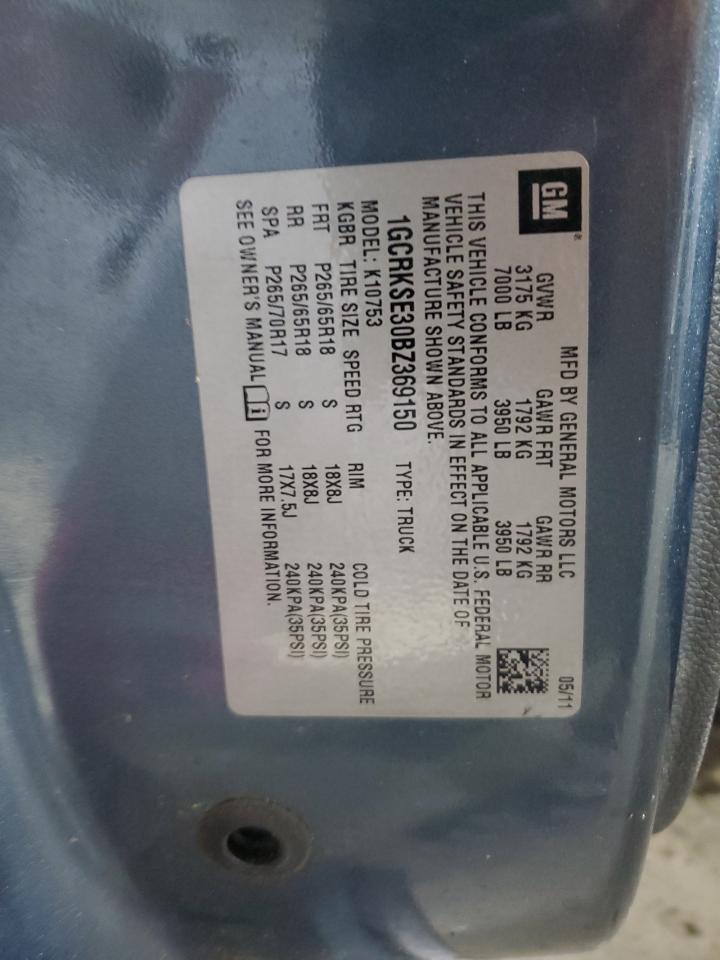 GM®
MFD BY GENERAL MOTORS LLC 05/11
GVWR GAWR FRT GAWR RR
3175 KG 1792 KG 1792 KG
7000 LB 3950 LB 3950 LB
THIS VEHICLE CONFORMS TO ALL APPLICABLE U.S. FEDERAL MOTOR
VEHICLE SAFETY STANDARDS IN EFFECT ON THE DATE OF
MANUFACTURE SHOWN ABOVE.
1GCRKSE30BZ369150 TYPE: TRUCK
MODEL: K10753
KGBR TIRE SIZE SPEED RTG RIM COLD TIRE PRESSURE
FRT P265/65R18 S 18X8J 240KPA(35PSI)
RR P265/65R18 S 18X8J 240KPA(35PSI)
SPA P265/70R17 S 17X7.5J 240KPA(35PSI)
SEE OWNER'S MANUAL i FOR MORE INFORMATION.